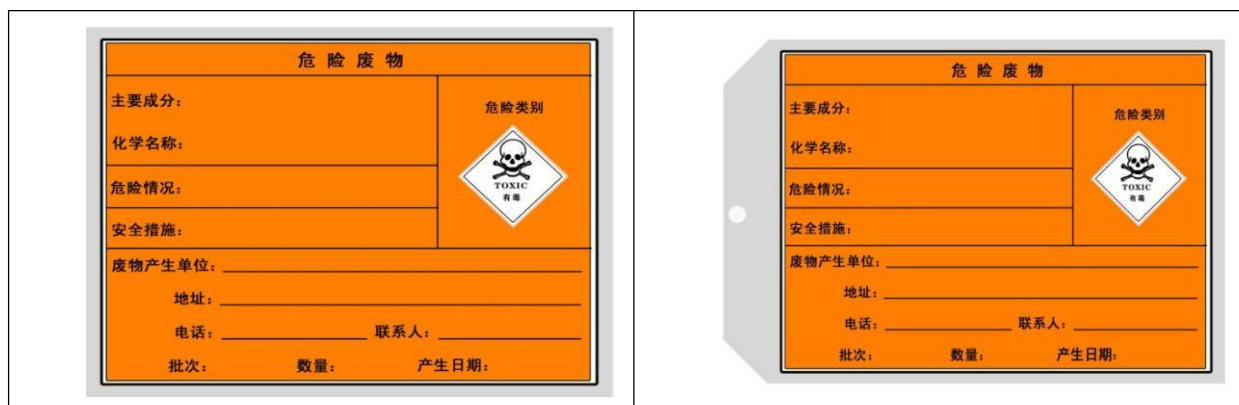 危险废物
主要成分：
危险类别
化学名称：
TOXIC
有毒
危险情况：
安全措施：
废物产生单位：
地址：
电话： 联系人：
批次： 数量： 产生日期：
危险废物
主要成分：
危险类别
化学名称：
TOXIC
有毒
危险情况：
安全措施：
废物产生单位：
地址：
电话： 联系人：
批次： 数量： 产生日期：